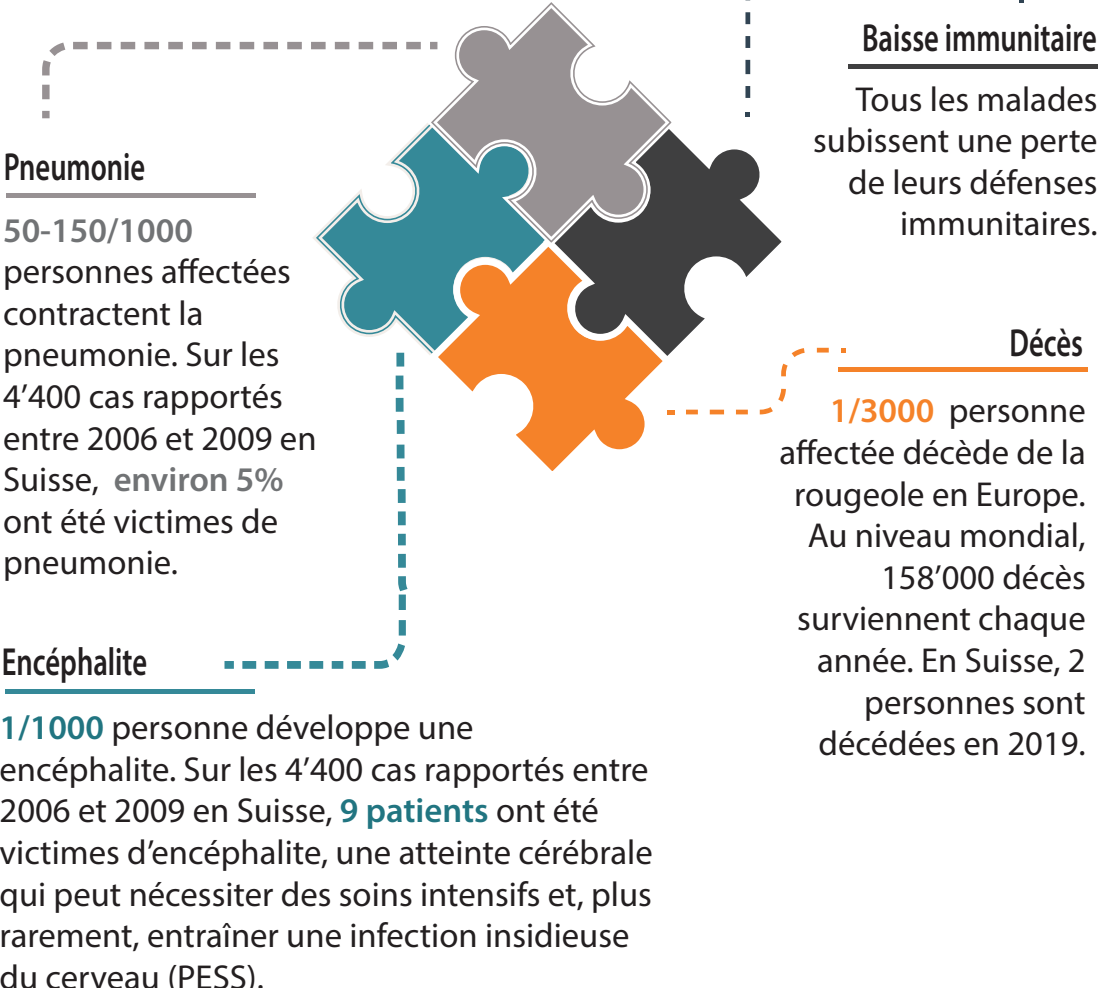 Baisse immunitaire
Tous les malades
subissent une perte
de leurs défenses
immunitaires.
Pneumonie
50-150/1000
personnes affectées
contractent la
pneumonie. Sur les
4’400 cas rapportés
entre 2006 et 2009 en
Suisse, environ 5%
ont été victimes de
pneumonie.
Décès
1/3000 personne
affectée décède de la
rougeole en Europe.
Au niveau mondial,
158’000 décès
surviennent chaque
année. En Suisse, 2
personnes sont
décédées en 2019.
Encéphalite
1/1000 personne développe une
encéphalite. Sur les 4’400 cas rapportés entre
2006 et 2009 en Suisse, 9 patients ont été
victimes d’encéphalite, une atteinte cérébrale
qui peut nécessiter des soins intensifs et, plus
rarement, entraîner une infection insidieuse
du cerveau (PESS).